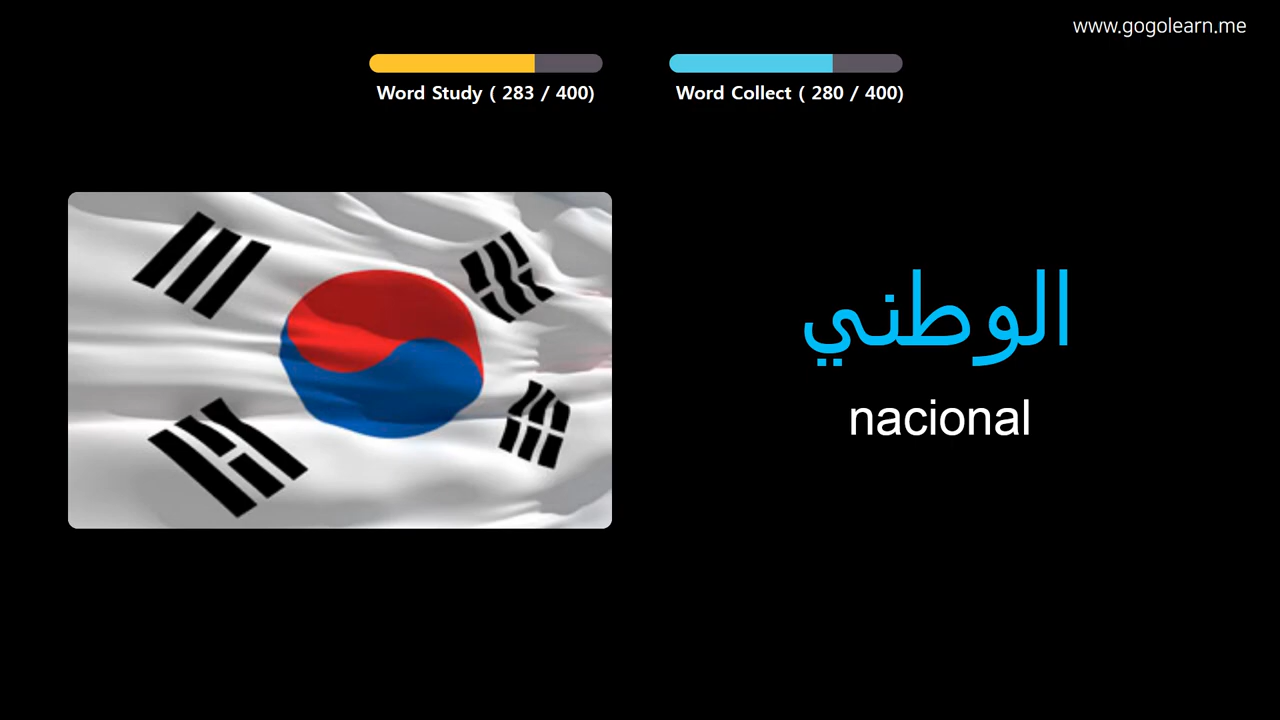 www.gogolearn.me
Word Study ( 283 / 400)
Word Collect ( 280 / 400)
الوطني
nacional